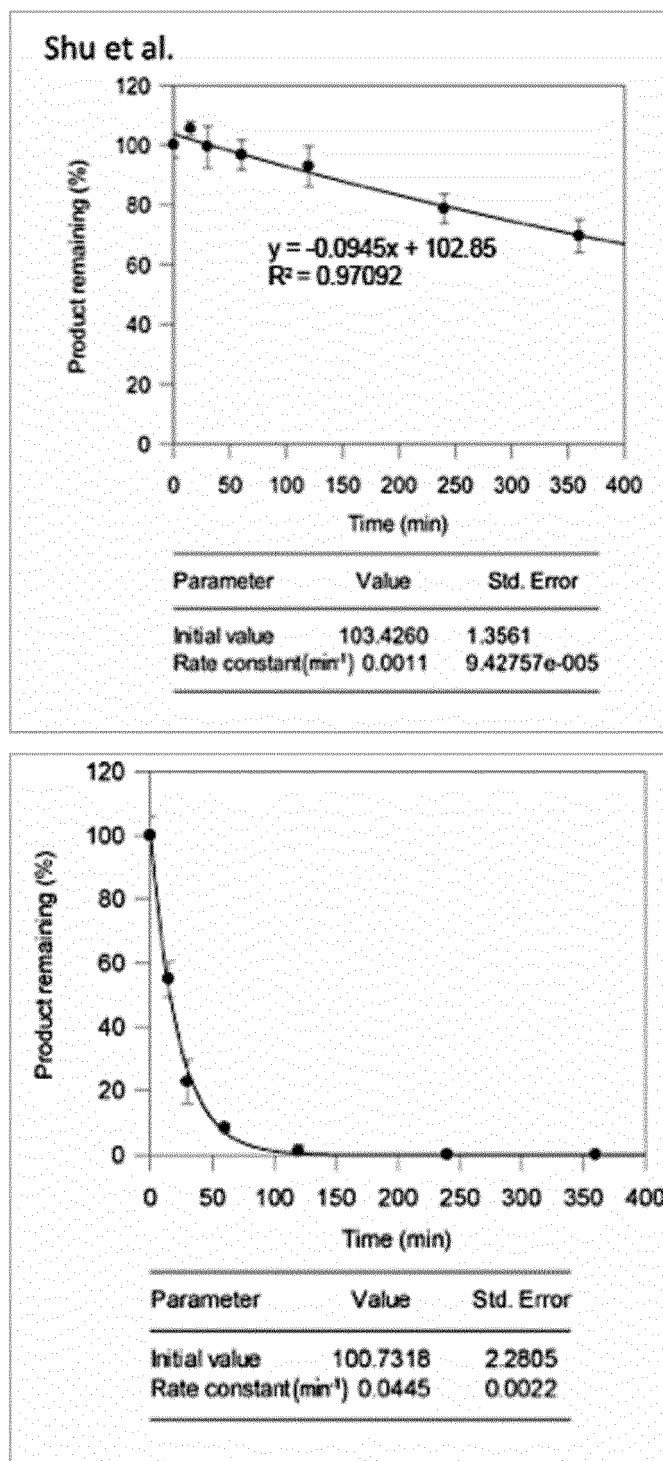 Shu et al.
120
100
80
60
40
20
0
Product remaining (%)
y = -0.0945x + 102.85
R² = 0.97092
0 50 100 150 200 250 300 350 400
Time (min)
Parameter Value Std. Error
Initial value 103.4260 1.3561
Rate constant(min⁻¹) 0.0011 9.42757e-005
120
100
80
60
40
20
0
Product remaining (%)
0 50 100 150 200 250 300 350 400
Time (min)
Parameter Value Std. Error
Initial value 100.7318 2.2805
Rate constant(min⁻¹) 0.0445 0.0022